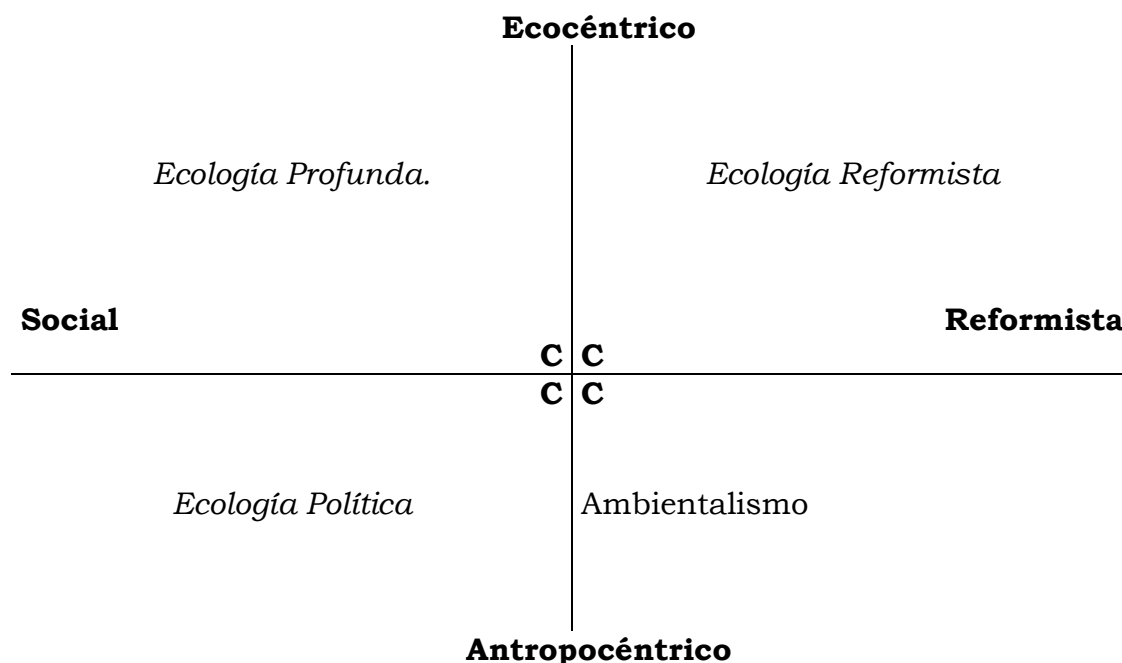 Ecocéntrico
Ecología Profunda.
Ecología Reformista
Social
Reformista
C C
C C
Ecología Política
Ambientalismo
Antropocéntrico